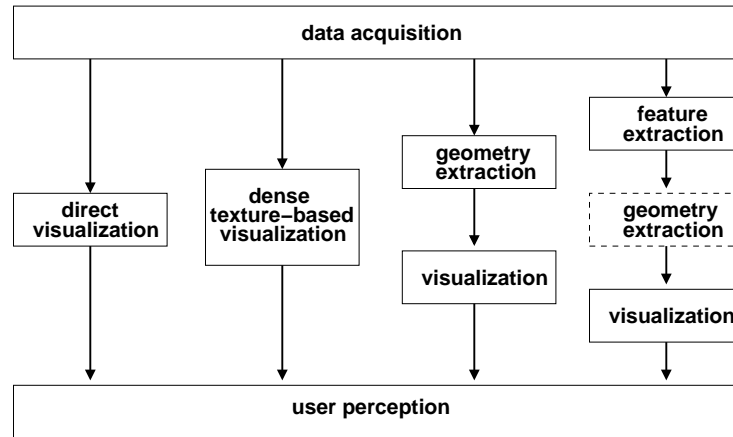 data acquisition
direct
visualization
dense
texture−based
visualization
geometry
extraction
visualization
feature
extraction
geometry
extraction
visualization
user perception